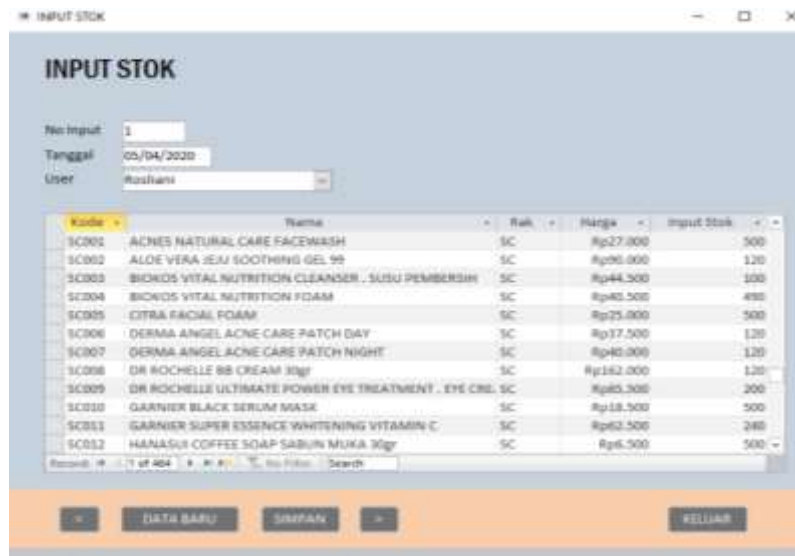 INPUT STOK
INPUT STOK
No Input 1
Tanggal 05/04/2020
User Roshani
Kode Nama Rak Harga Input Stok
SC001 ACNES NATURAL CARE FACEWASH SC Rp27.000 500
SC002 ALOE VERA JEJU SOOTHING GEL 99 SC Rp90.000 120
SC003 BIOKOS VITAL NUTRITION CLEANSER . SUSU PEMBERSIH SC Rp44.500 100
SC004 BIOKOS VITAL NUTRITION FOAM SC Rp40.500 490
SC005 CITRA FACIAL FOAM SC Rp25.000 500
SC006 DERMA ANGEL ACNE CARE PATCH DAY SC Rp37.500 120
SC007 DERMA ANGEL ACNE CARE PATCH NIGHT SC Rp40.000 120
SC008 DR ROCHELLE BB CREAM 30gr SC Rp162.000 120
SC009 DR ROCHELLE ULTIMATE POWER EYE TREATMENT . EYE CRE. SC Rp85.500 200
SC010 GARNIER BLACK SERUM MASK SC Rp18.500 500
SC011 GARNIER SUPER ESSENCE WHITENING VITAMIN C SC Rp62.500 240
SC012 HANASUI COFFEE SOAP SABUN MUKA 30gr SC Rp6.500 500
Record: 1 of 464 No Filter Search
< DATA BARU SIMPAN > KELUAR